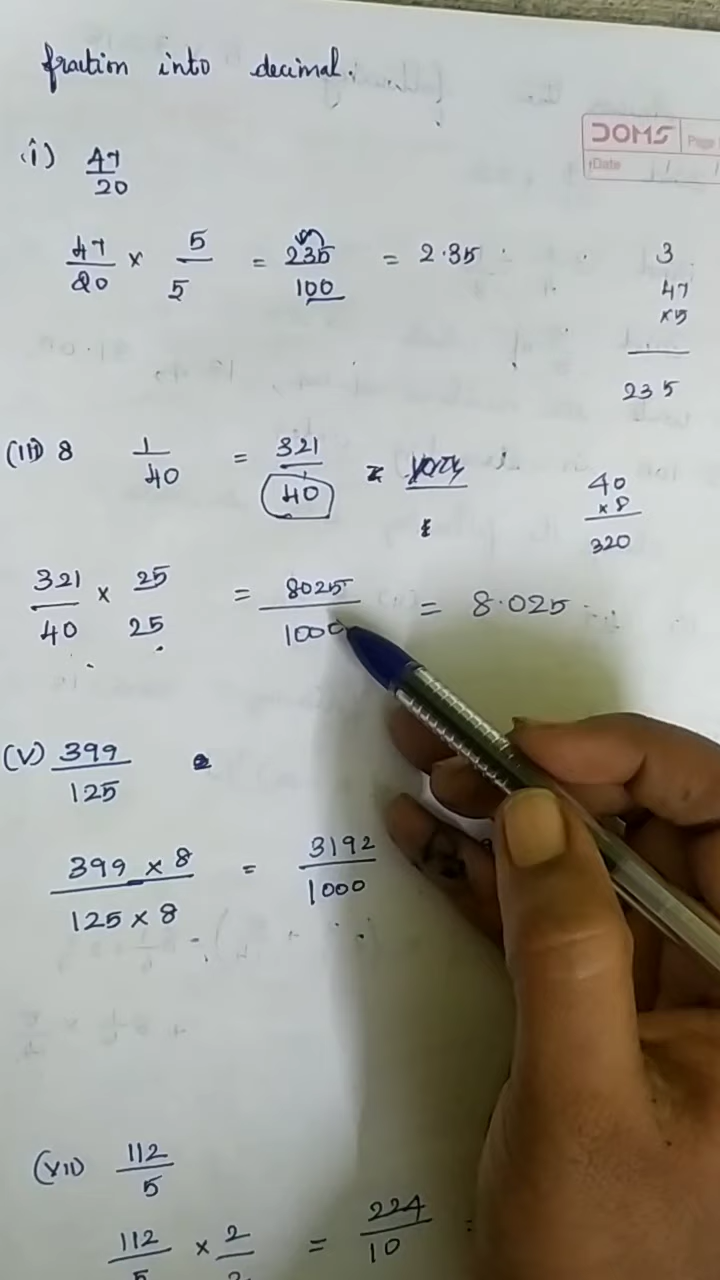 fraction into decimal.
DOMS Page
Date / /
(i) 47/20
47/20 × 5/5 = 235/100 = 2.35
3
47
×5
235
(iii) 8 1/40 = 321/40 =
40
×8
320
321/40 × 25/25 = 8025/1000 = 8.025
(v) 399/125
399 × 8/125 × 8 = 3192/1000
(vii) 112/5
112/5 × 2/2 = 224/10 =